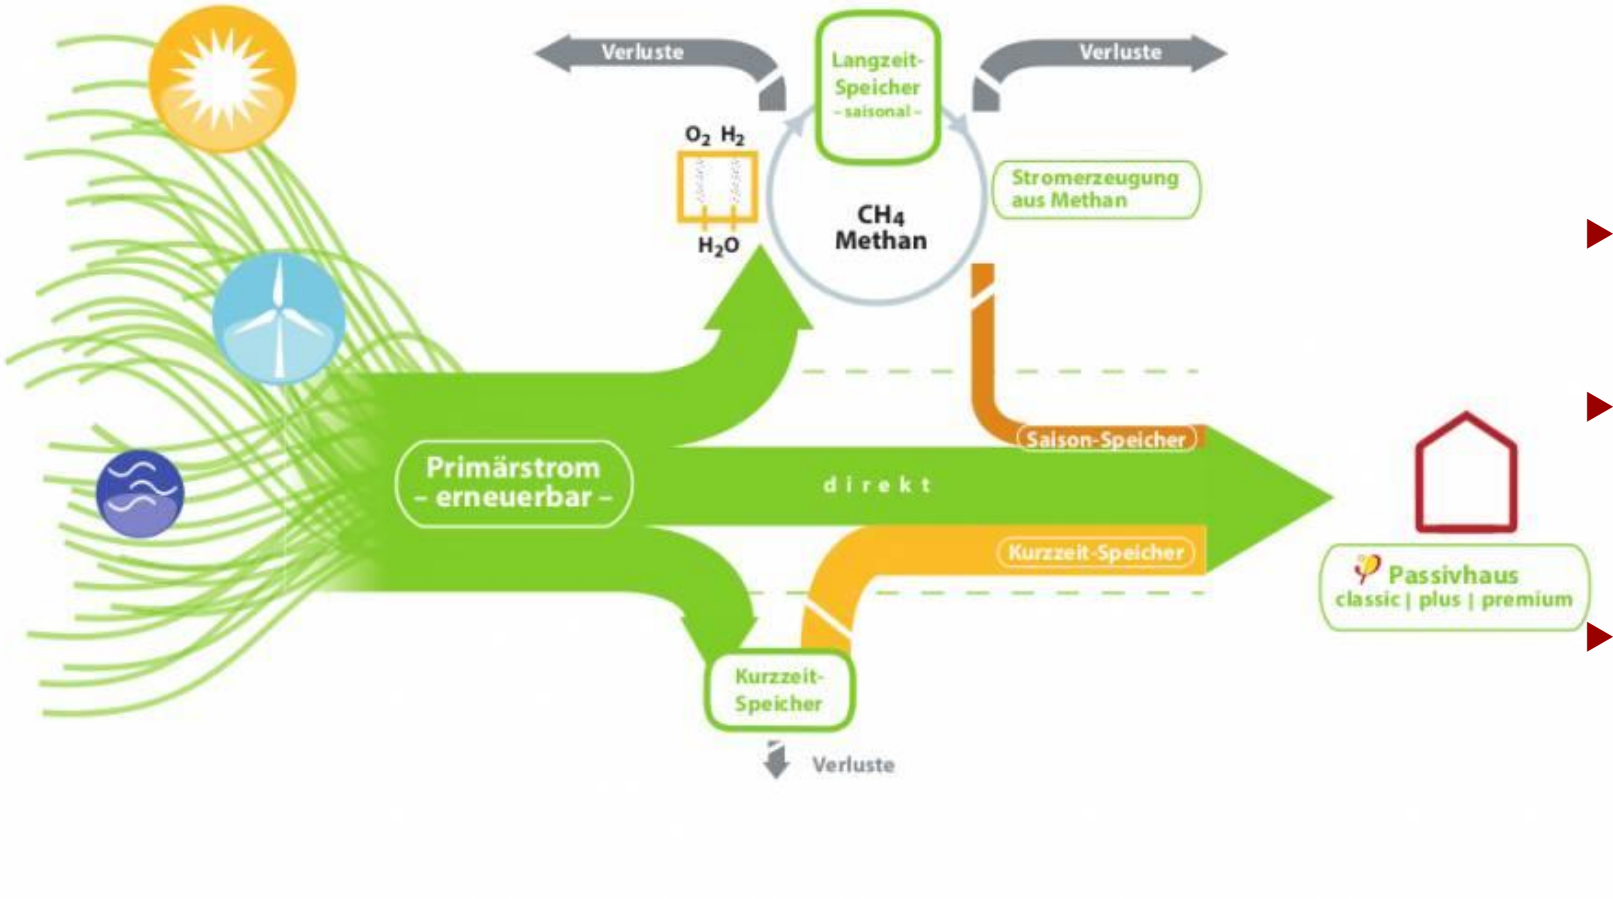 Verluste
Langzeit-
Speicher
– saisonal –
Verluste
O₂ H₂
H₂O
CH₄
Methan
Stromerzeugung
aus Methan
Primärstrom
– erneuerbar –
direkt
Saison-Speicher
Kurzzeit-Speicher
Kurzzeit-
Speicher
Verluste
Passivhaus
classic | plus | premium